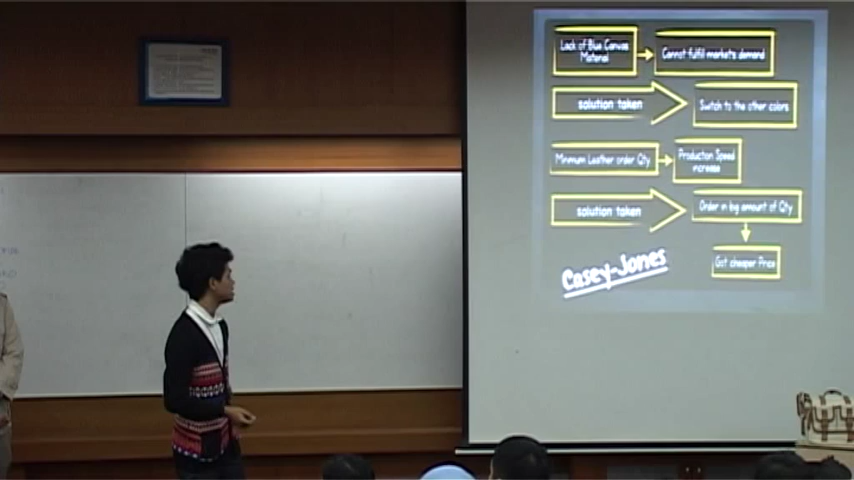 Lack of Blue Canvas
Material
Cannot fulfill markets demand
solution taken
Switch to the other colors
Minimum Leather order Qty
Production Speed
increase
solution taken
Order in big amount of Qty
Got cheaper Price
Casey-Jones